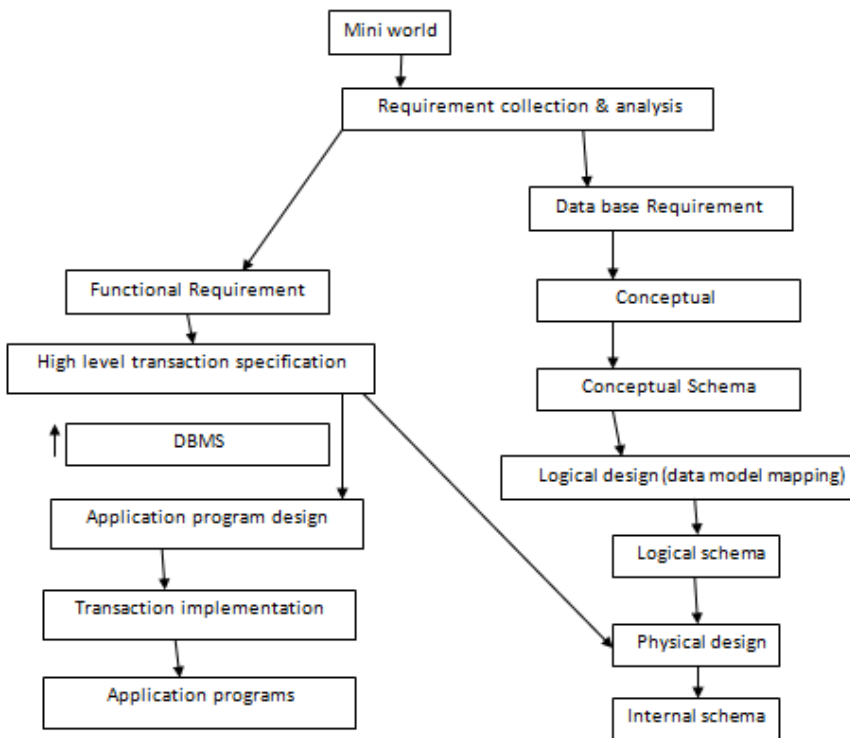 Mini world
Requirement collection & analysis
Data base Requirement
Functional Requirement
Conceptual
High level transaction specification
Conceptual Schema
DBMS
Logical design (data model mapping)
Application program design
Logical schema
Transaction implementation
Physical design
Application programs
Internal schema